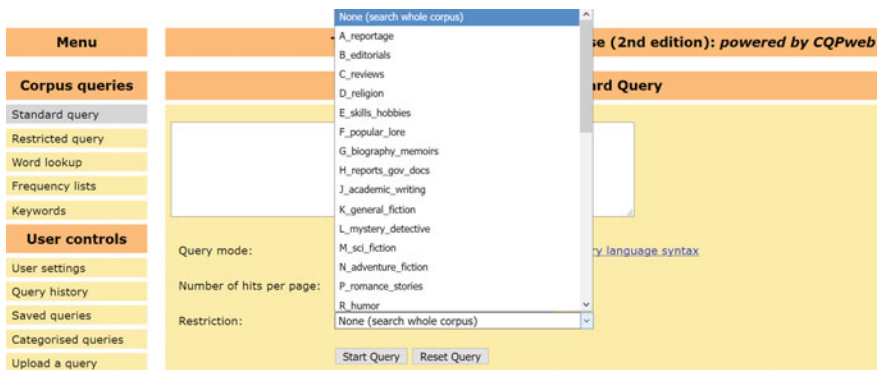 None (search whole corpus)
Menu
se (2nd edition): powered by CQPweb
A_reportage
B_editorials
C_reviews
D_religion
E_skills_hobbies
F_popular_lore
G_biography_memoirs
H_reports_gov_docs
J_academic_writing
K_general_fiction
L_mystery_detective
M_sci_fiction
N_adventure_fiction
P_romance_stories
R_humor
Corpus queries
rd Query
Standard query
Restricted query
Word lookup
Frequency lists
Keywords
User controls
User settings
Query history
Saved queries
Categorised queries
Upload a query
Query mode:
ry language syntax
Number of hits per page:
Restriction:
None (search whole corpus)
Start Query Reset Query